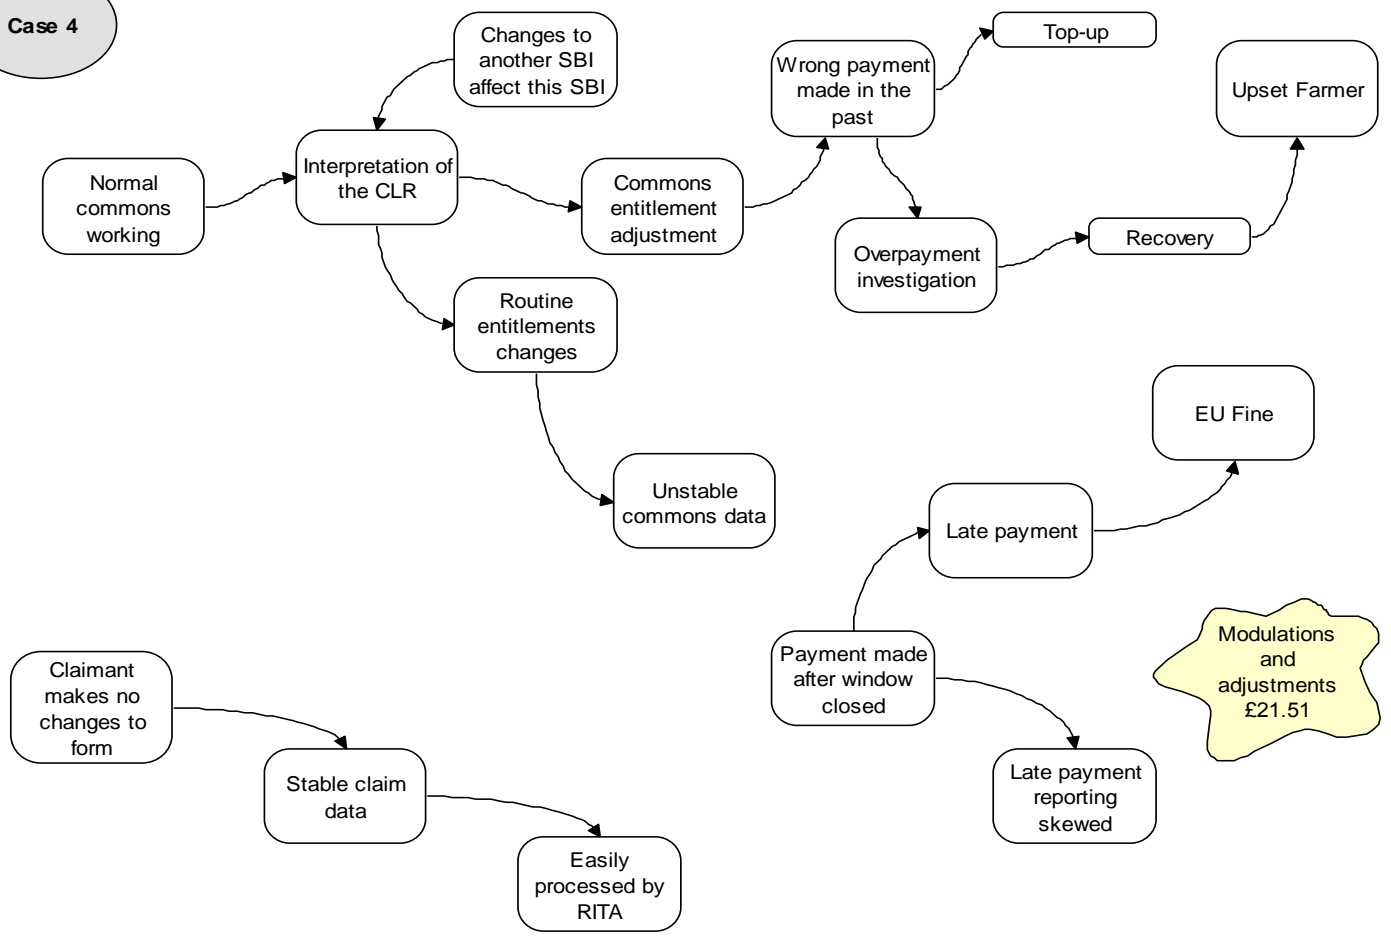 Case 4
Changes to
another SBI
affect this SBI
Top-up
Wrong payment
made in the
past
Upset Farmer
Interpretation of
the CLR
Normal
commons
working
Commons
entitlement
adjustment
Overpayment
investigation
Recovery
Routine
entitlements
changes
EU Fine
Unstable
commons data
Late payment
Modulations
and
adjustments
£21.51
Payment made
after window
closed
Claimant
makes no
changes to
form
Stable claim
data
Late payment
reporting
skewed
Easily
processed by
RITA